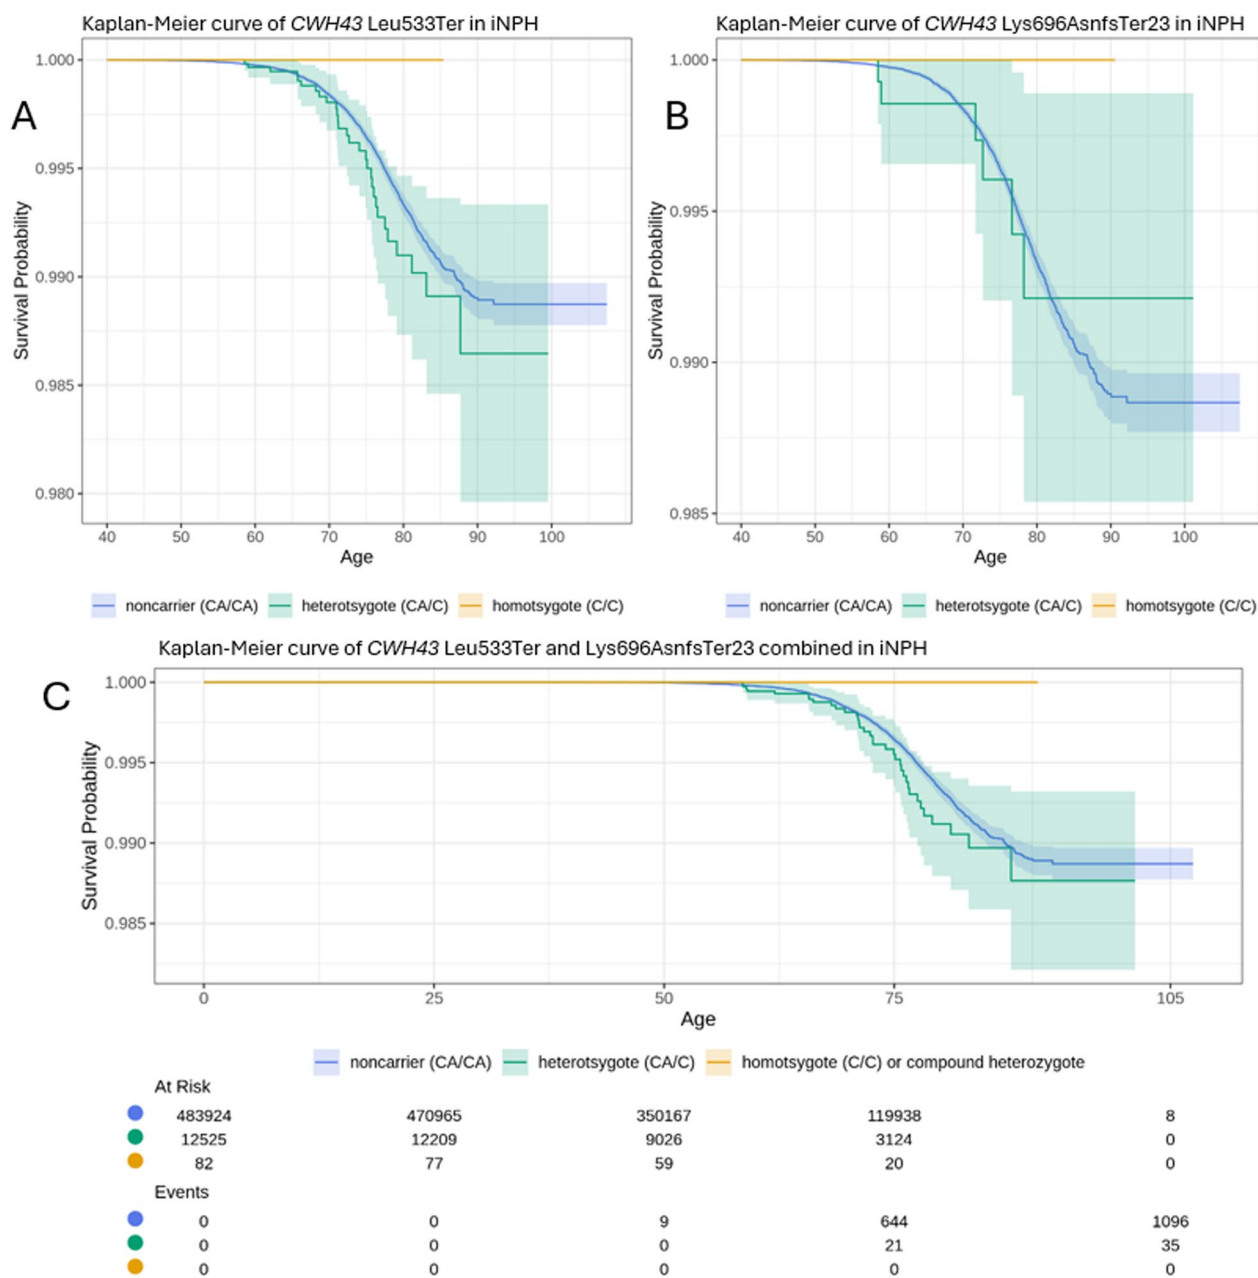 Kaplan-Meier curve of CWH43 Leu533Ter in iNPH
Kaplan-Meier curve of CWH43 Lys696AsnfsTer23 in iNPH
A
1.000
0.995
0.990
0.985
0.980
Survival Probability
40 50 60 70 80 90 100
Age
noncarrier (CA/CA) heterotsygote (CA/C) homotsygote (C/C)
B
1.000
0.995
0.990
0.985
Survival Probability
40 50 60 70 80 90 100
Age
noncarrier (CA/CA) heterotsygote (CA/C) homotsygote (C/C)
Kaplan-Meier curve of CWH43 Leu533Ter and Lys696AsnfsTer23 combined in iNPH
C
1.000
0.995
0.990
0.985
Survival Probability
0 25 50 75 105
Age
noncarrier (CA/CA) heterotsygote (CA/C) homotsygote (C/C) or compound heterozygote
At Risk
483924 470965 350167 119938 8
12525 12209 9026 3124 0
82 77 59 20 0
Events
0 0 9 644 1096
0 0 0 21 35
0 0 0 0 0